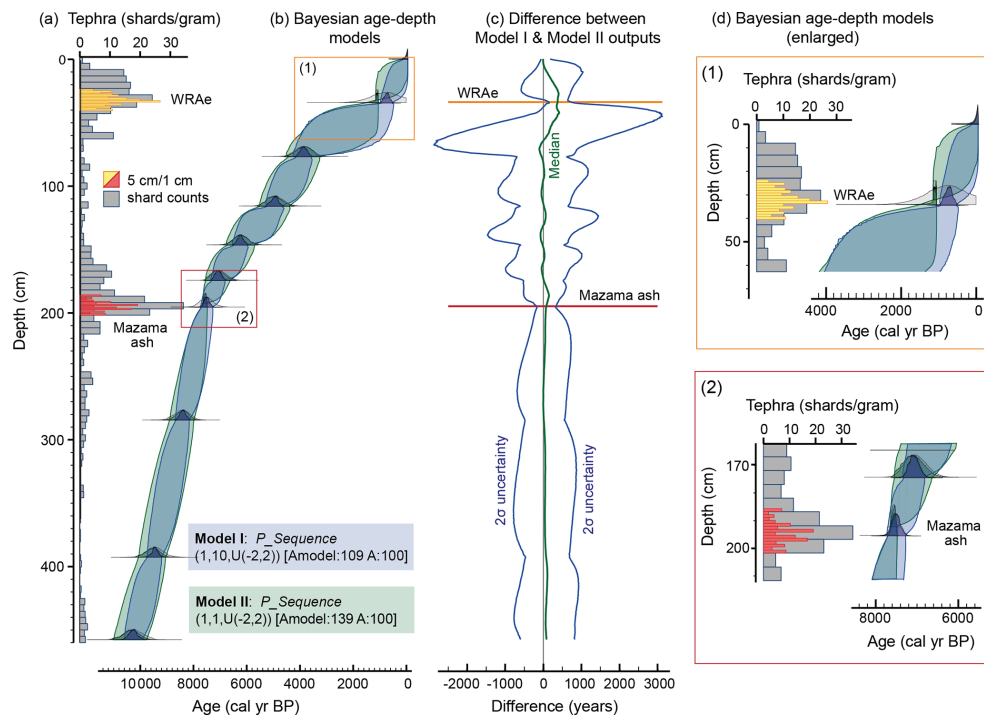 (a) Tephra (shards/gram)
0 10 20 30
(b) Bayesian age-depth
models
(c) Difference between
Model I & Model II outputs
(d) Bayesian age-depth models
(enlarged)
Depth (cm)
0
100
200
300
400
WRAe
5 cm/1 cm
shard counts
Mazama
ash
(1)
(2)
Model I: P_Sequence
(1,10,U(-2,2)) [Amodel:109 A:100]
Model II: P_Sequence
(1,1,U(-2,2)) [Amodel:139 A:100]
10000 8000 6000 4000 2000 0
Age (cal yr BP)
WRAe
Median
Mazama ash
2σ uncertainty
2σ uncertainty
-2000 -1000 0 1000 2000 3000
Difference (years)
(1)
Tephra (shards/gram)
0 10 20 30
Depth (cm)
0
50
WRAe
WRAe
4000 2000 0
Age (cal yr BP)
(2)
Tephra (shards/gram)
0 10 20 30
Depth (cm)
170
200
Mazama
ash
8000 7000 6000
Age (cal yr BP)